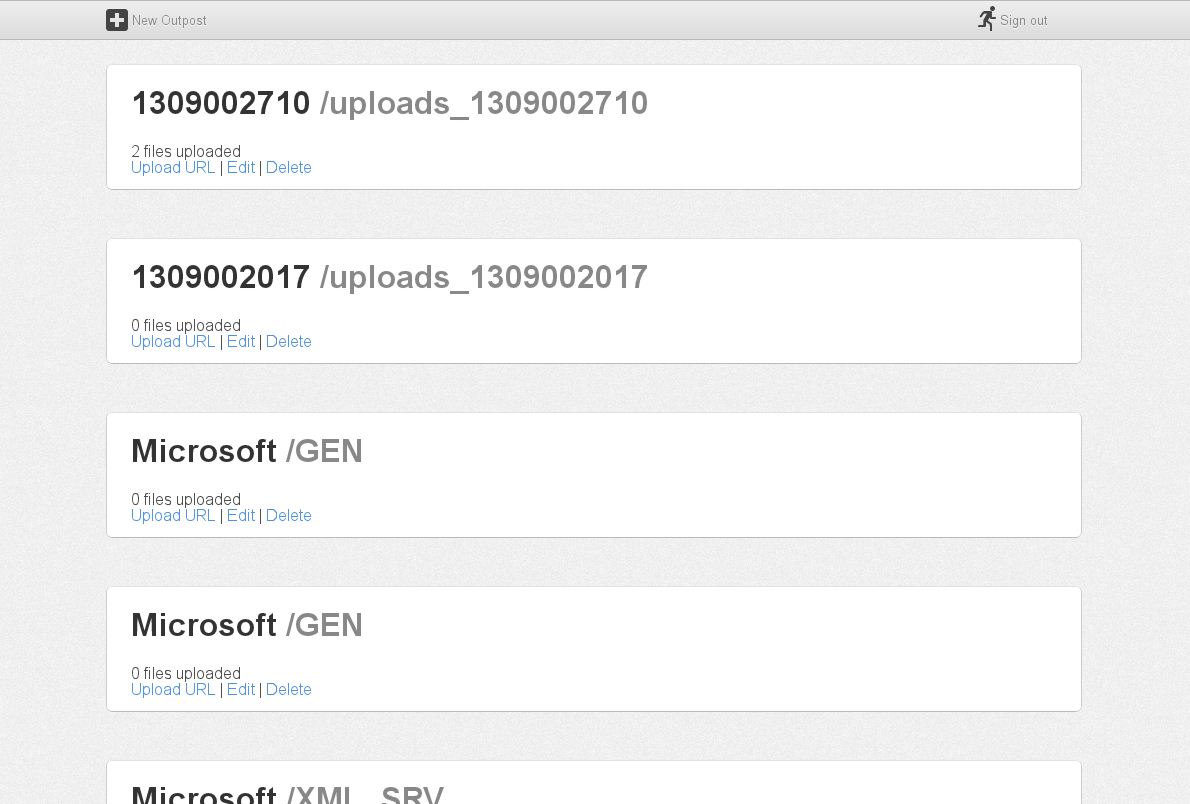 New Outpost
Sign out
1309002710 /uploads_1309002710
2 files uploaded
Upload URL | Edit | Delete
1309002017 /uploads_1309002017
0 files uploaded
Upload URL | Edit | Delete
Microsoft /GEN
0 files uploaded
Upload URL | Edit | Delete
Microsoft /GEN
0 files uploaded
Upload URL | Edit | Delete
Microsoft /XML_SRV